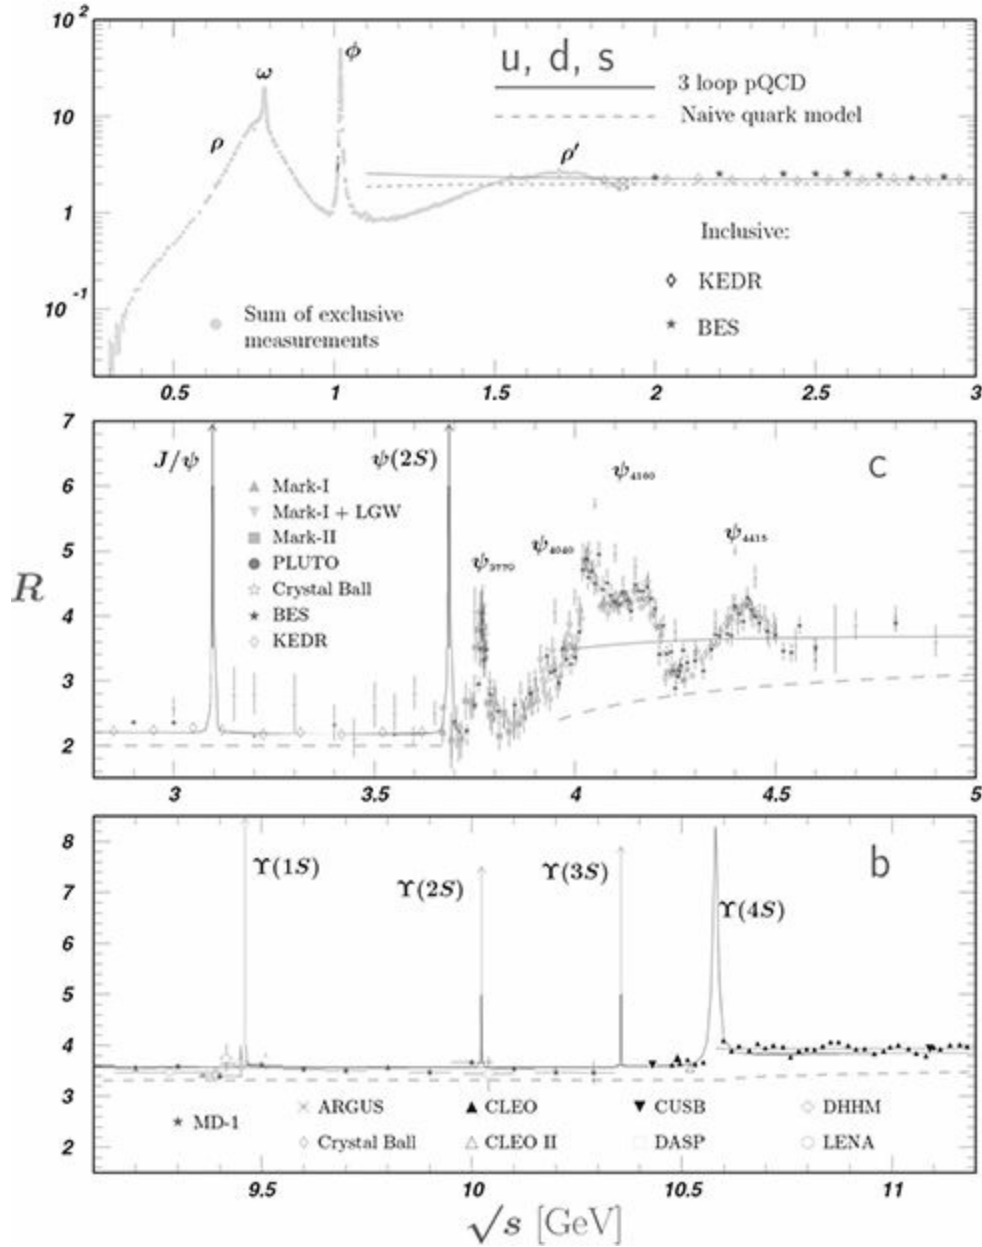 10 2
ϕ
u, d, s
ω
3 loop pQCD
Naive quark model
10
ρ
ρ′
1
Inclusive:
KEDR
10 -1
Sum of exclusive
measurements
BES
0.5 1 1.5 2 2.5 3
7
J/ψ ψ(2S) c
ψ4160
6
Mark-I
Mark-I + LGW
Mark-II
ψ4040 ψ4415
5
PLUTO
ψ3770
R
Crystal Ball
BES
4
KEDR
3
2
3 3.5 4 4.5 5
8
ϒ(1S) ϒ(3S) b
ϒ(2S)
7
ϒ(4S)
6
5
4
3
ARGUS CLEO CUSB DHHM
MD-1
Crystal Ball CLEO II DASP LENA
2
9.5 10 10.5 11
√s [GeV]